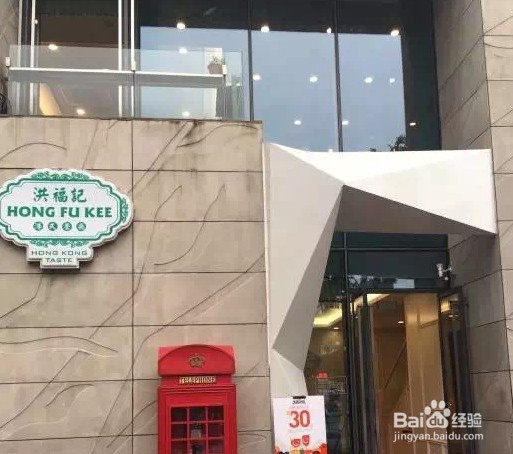 洪福記
HONG FU KEE
港式茶餐
HONG KONG
TASTE
TELEPHONE
30
Baidu 经验
jingyan.baidu.com